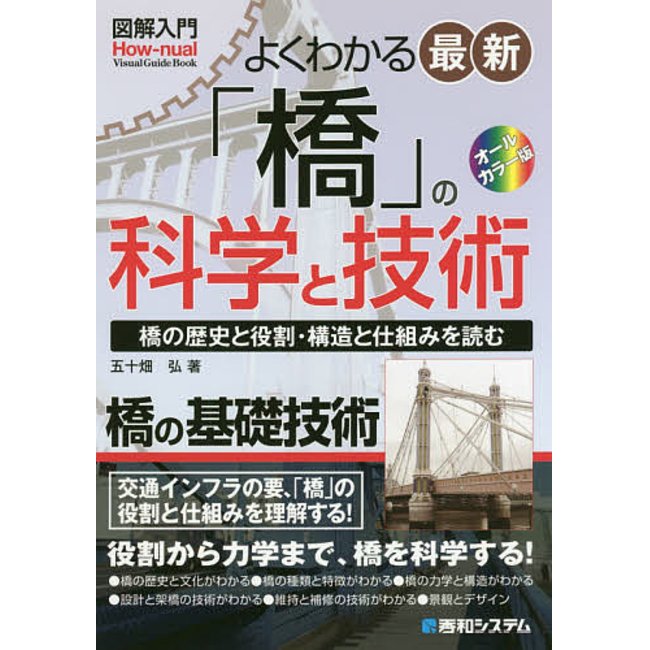 図解入門
How-nual
Visual Guide Book
よくわかる最新
「橋」の
オール
カラー版
科学と技術
橋の歴史と役割・構造と仕組みを読む
五十畑 弘 著
橋の基礎技術
交通インフラの要、「橋」の
役割と仕組みを理解する!
役割から力学まで、橋を科学する!
●橋の歴史と文化がわかる●橋の種類と特徴がわかる●橋の力学と構造がわかる
●設計と架橋の技術がわかる●維持と補修の技術がわかる●景観とデザイン
秀和システム